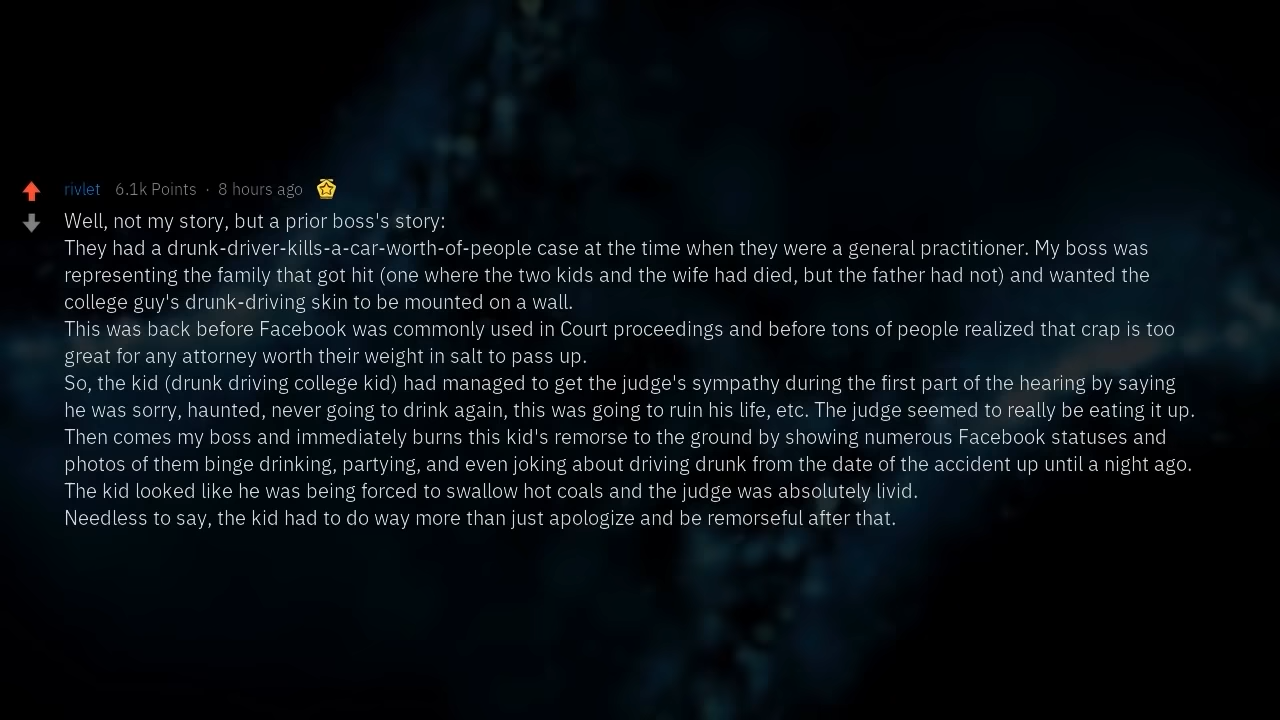 rivlet 6.1k Points · 8 hours ago
Well, not my story, but a prior boss's story:
They had a drunk-driver-kills-a-car-worth-of-people case at the time when they were a general practitioner. My boss was
representing the family that got hit (one where the two kids and the wife had died, but the father had not) and wanted the
college guy's drunk-driving skin to be mounted on a wall.
This was back before Facebook was commonly used in Court proceedings and before tons of people realized that crap is too
great for any attorney worth their weight in salt to pass up.
So, the kid (drunk driving college kid) had managed to get the judge's sympathy during the first part of the hearing by saying
he was sorry, haunted, never going to drink again, this was going to ruin his life, etc. The judge seemed to really be eating it up.
Then comes my boss and immediately burns this kid's remorse to the ground by showing numerous Facebook statuses and
photos of them binge drinking, partying, and even joking about driving drunk from the date of the accident up until a night ago.
The kid looked like he was being forced to swallow hot coals and the judge was absolutely livid.
Needless to say, the kid had to do way more than just apologize and be remorseful after that.